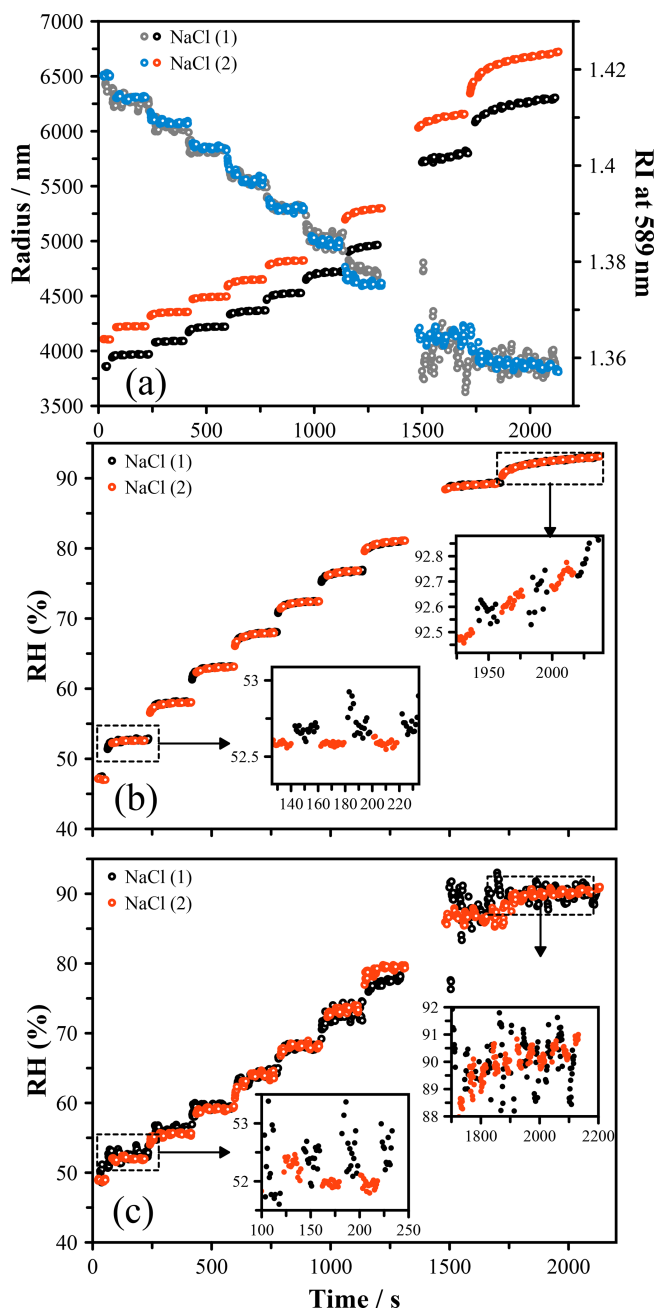 7000
6500
6000
5500
5000
4500
4000
3500
Radius / nm
NaCl (1)
NaCl (2)
1.42
1.4
1.38
1.36
RI at 589 nm
(a)
0 500 1000 1500 2000
90
80
70
60
50
40
RH (%)
NaCl (1)
NaCl (2)
92.8
92.7
92.6
92.5
1950 2000
53
52.5
140 160 180 200 220
(b)
90
80
70
60
50
40
RH (%)
NaCl (1)
NaCl (2)
92
91
90
89
88
1800 2000 2200
53
52
100 150 200 250
(c)
0 500 1000 1500 2000
Time / s